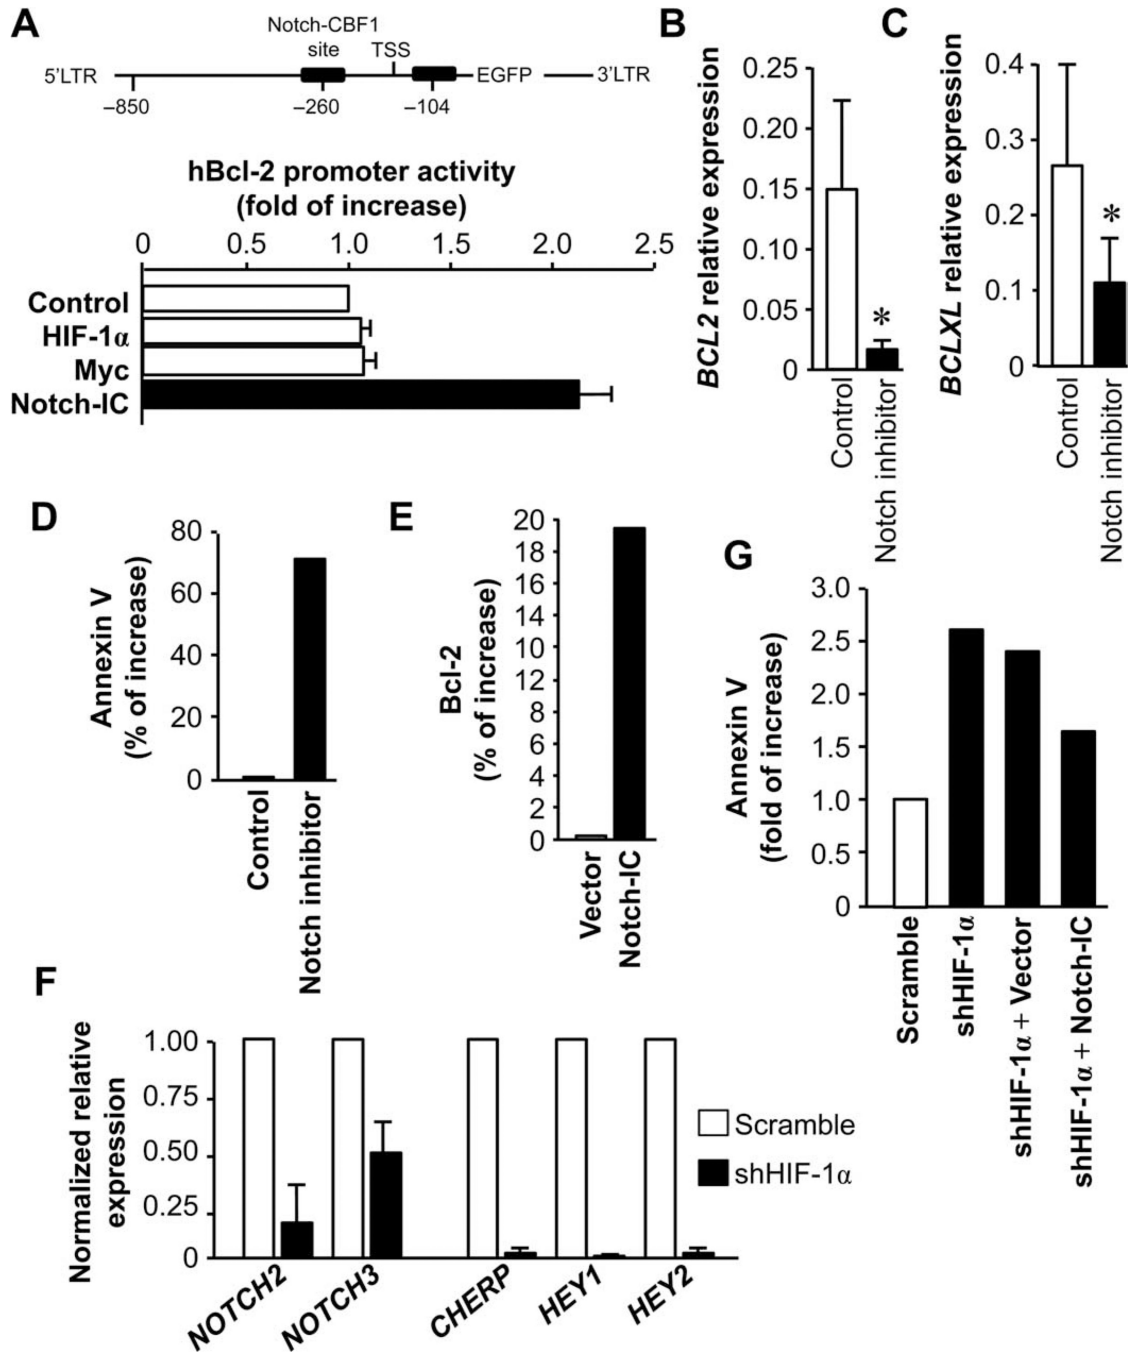 A
Notch-CBF1
site
TSS
5'LTR
EGFP
3'LTR
–850
–260
–104
hBcl-2 promoter activity
(fold of increase)
0 0.5 1.0 1.5 2.0 2.5
Control
HIF-1α
Myc
Notch-IC
B
BCL2 relative expression
0.25
0.20
0.15
0.10
0.05
0
*
Control
Notch inhibitor
C
BCLXL relative expression
0.4
0.3
0.2
0.1
0
*
Control
Notch inhibitor
D
Annexin V
(% of increase)
80
60
40
20
0
Control
Notch inhibitor
E
Bcl-2
(% of increase)
20
18
16
14
10
12
8
6
4
2
0
Vector
Notch-IC
G
Annexin V
(fold of increase)
3.0
2.5
2.0
1.5
1.0
0.5
0
Scramble
shHIF-1α
shHIF-1α + Vector
shHIF-1α + Notch-IC
F
Normalized relative
expression
1.00
0.75
0.50
0.25
0
NOTCH2
NOTCH3
CHERP
HEY1
HEY2
Scramble
shHIF-1α